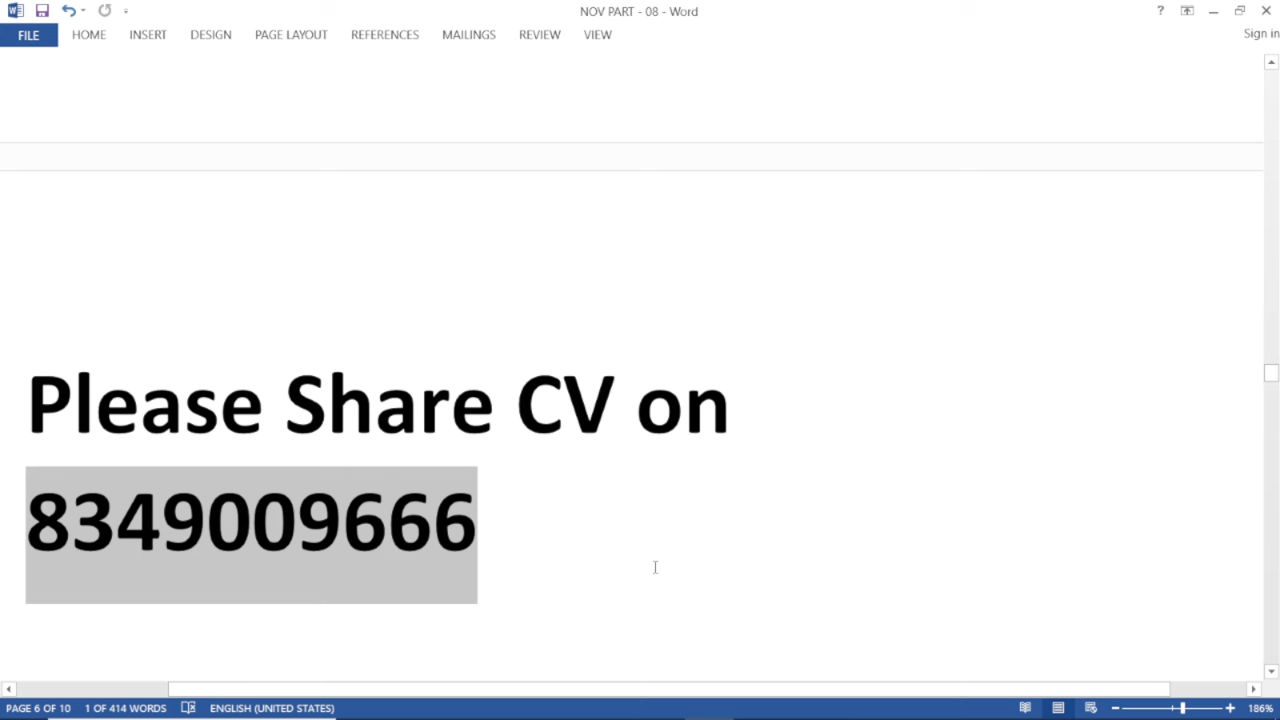 NOV PART - 08 - Word
?
FILE HOME INSERT DESIGN PAGE LAYOUT REFERENCES MAILINGS REVIEW VIEW
Sign in
Please Share CV on
8349009666
PAGE 6 OF 10 1 OF 414 WORDS ENGLISH (UNITED STATES) 186%